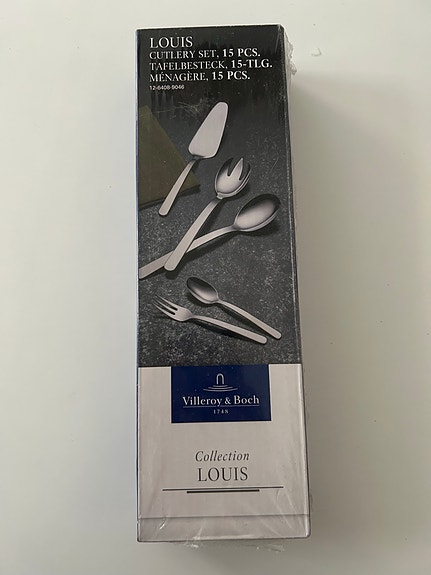 LOUIS
CUTLERY SET, 15 PCS.
TAFELBESTECK, 15-TLG.
MÉNAGÈRE, 15 PCS.
12-6408-9046
Villeroy & Boch
1748
Collection
LOUIS